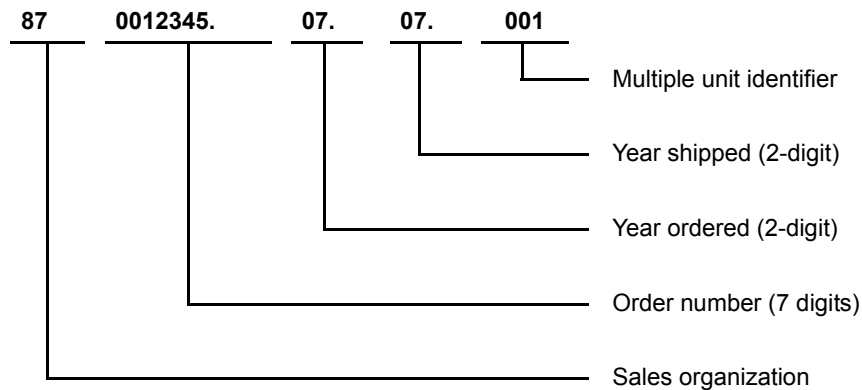 87 0012345. 07. 07. 001
Multiple unit identifier
Year shipped (2-digit)
Year ordered (2-digit)
Order number (7 digits)
Sales organization